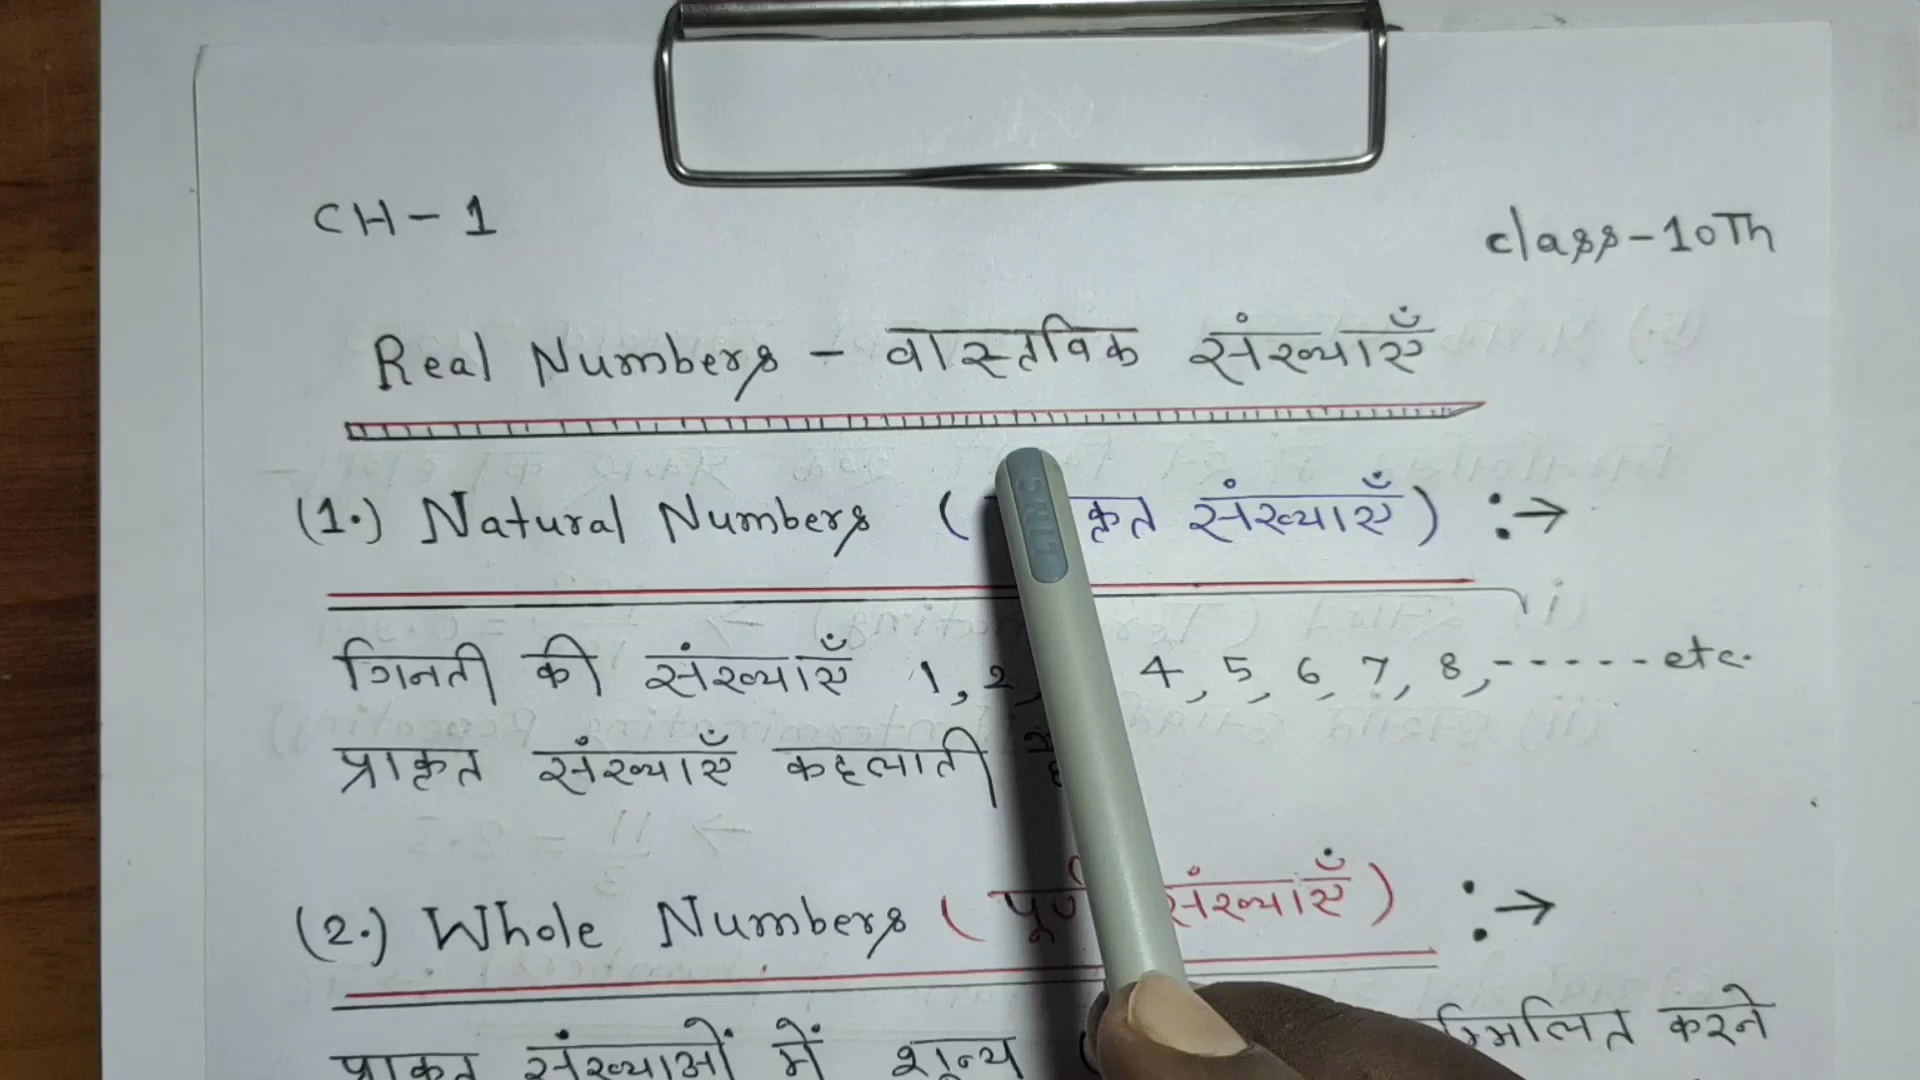 CH-1
class-10Th
Real Numbers - वास्तविक संख्याएँ
(1.) Natural Numbers ( संख्याएँ) :→
गिनती की संख्याएँ 1, 2, 4, 5, 6, 7, 8, ----- etc.
प्राकृत संख्याएँ कहलाती
(2.) Whole Numbers ( संख्याएँ) :→
प्राकृत संख्याओं में शून्य ( करने